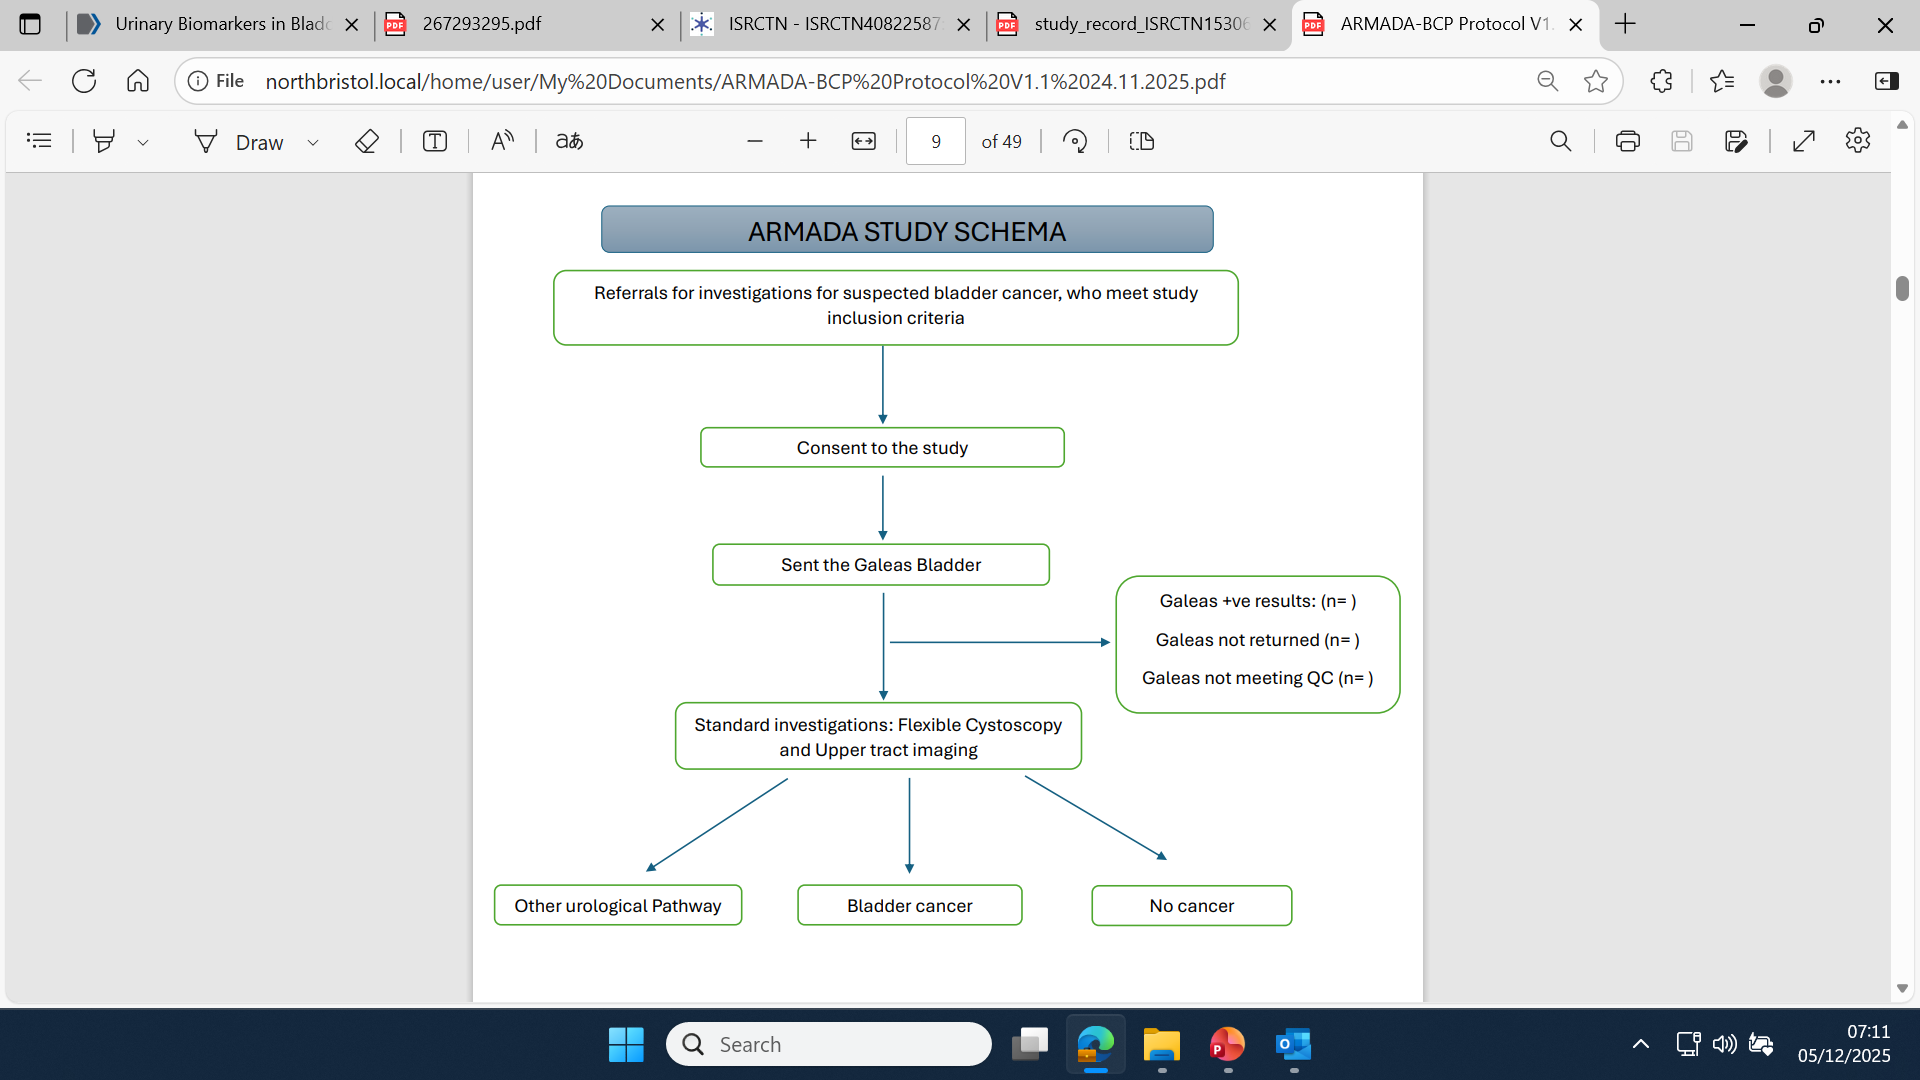 Urinary Biomarkers in Bladd
267293295.pdf
ISRCTN - ISRCTN40822587:
study_record_ISRCTN15306
ARMADA-BCP Protocol V1.
File
northbristol.local/home/user/My%20Documents/ARMADA-BCP%20Protocol%20V1.1%2024.11.2025.pdf
Draw
T
A
aあ
9
of 49
ARMADA STUDY SCHEMA
Referrals for investigations for suspected bladder cancer, who meet study
inclusion criteria
Consent to the study
Sent the Galeas Bladder
Galeas +ve results: (n= )
Galeas not returned (n= )
Galeas not meeting QC (n= )
Standard investigations: Flexible Cystoscopy
and Upper tract imaging
Other urological Pathway
Bladder cancer
No cancer
Search
07:11
05/12/2025